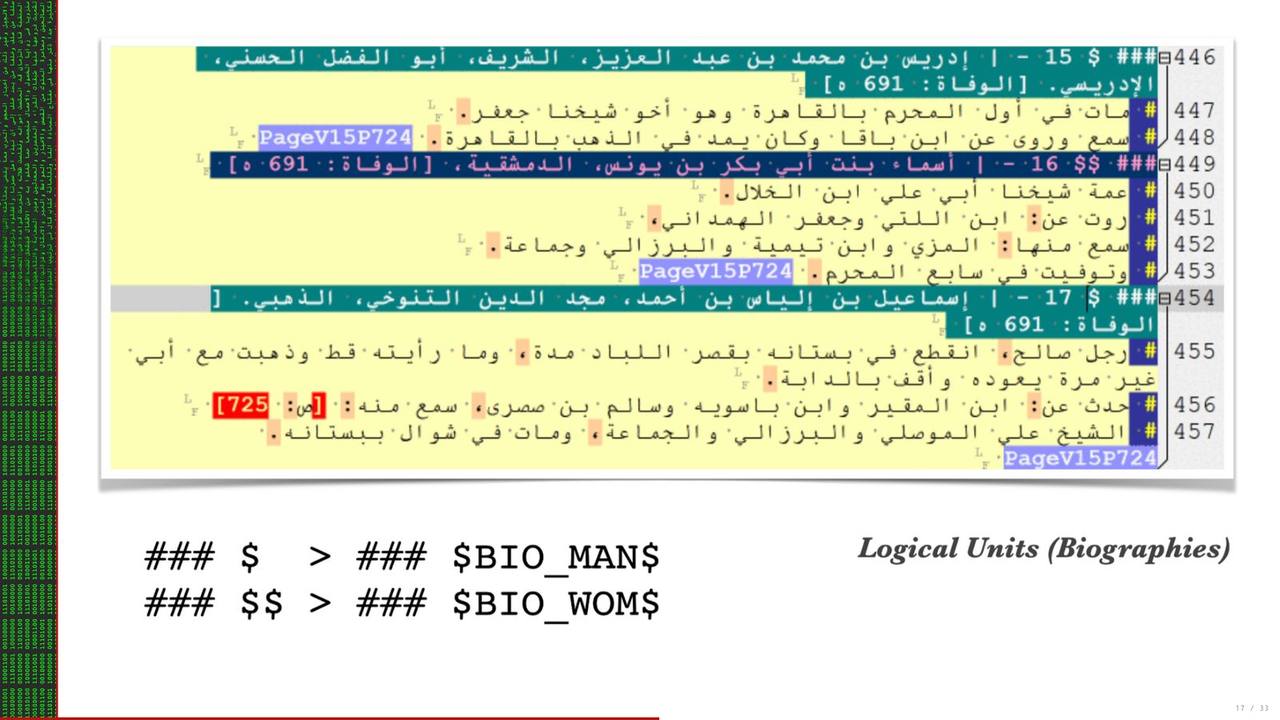 446 ### $ 15 - | إدريس بن محمد بن عبد العزيز، الشريف، أبو الفضل الحسني،
الإدريسي. [الوفاة: 691 ه]
447 # مات في أول المحرم بالقاهرة وهو أخو شيخنا جعفر.
448 # سمع وروى عن ابن باقا وكان يمد في الذهب بالقاهرة. PageV15P724
449 ### $$ 16 - | أسماء بنت أبي بكر بن يونس، الدمشقية، [الوفاة: 691 ه]
450 # عمة شيخنا أبي علي ابن الخلال.
451 # روت عن: ابن اللتي وجعفر الهمداني،
452 # سمع منها: المزي وابن تيمية والبرزالي وجماعة.
453 # وتوفيت في سابع المحرم. PageV15P724
454 ### $ 17 - | إسماعيل بن إلياس بن أحمد، مجد الدين التنوخي، الذهبي. [
الوفاة: 691 ه]
455 # رجل صالح، انقطع في بستانه بقصر اللباد مدة، وما رأيته قط وذهبت مع أبي
غير مرة يعوده وأقف بالدابة.
456 # حدث عن: ابن المقير وابن باسويه وسالم بن صصرى، سمع منه: [ص: 725]
457 # الشيخ علي الموصلي والبرزالي والجماعة، ومات في شوال ببستانه.
PageV15P724
### $ > ### $BIO_MAN$
### $$ > ### $BIO_WOM$
Logical Units (Biographies)
17 / 33